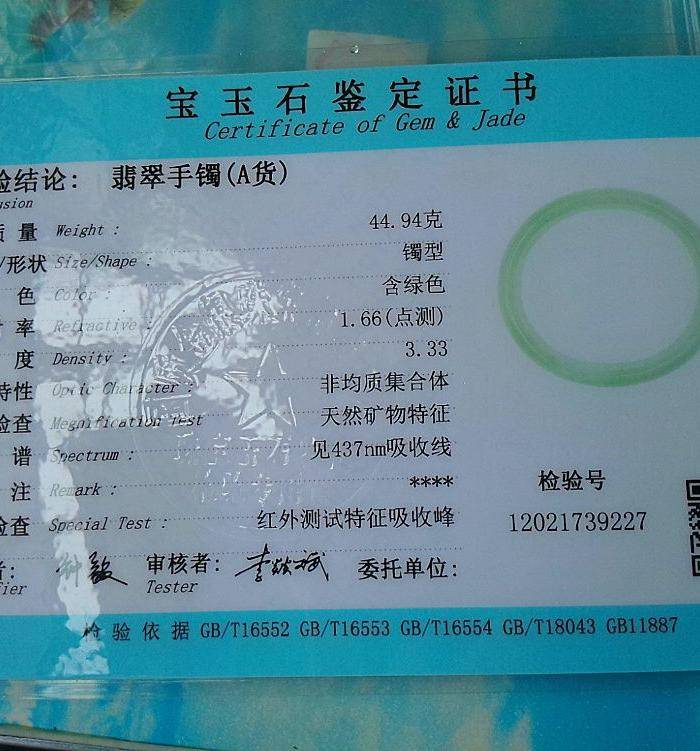 宝玉石鉴定证书
Certificate of Gem & Jade
验结论: 翡翠手镯(A货)
usion
质量 Weight : 44.94克
/形状 Size/Shape : 镯型
色 Color : 含绿色
率 Refractive : 1.66(点测)
度 Density : 3.33
特性 Optic Character : 非均质集合体
检查 Megnification Test 天然矿物特征
谱 Spectrum : 见437nm吸收线
注 Remark : ****
检查 Special Test : 红外测试特征吸收峰
检验号
12021739227
者: 审核者: 委托单位:
fier Tester
检验依据 GB/T16552 GB/T16553 GB/T16554 GB/T18043 GB11887